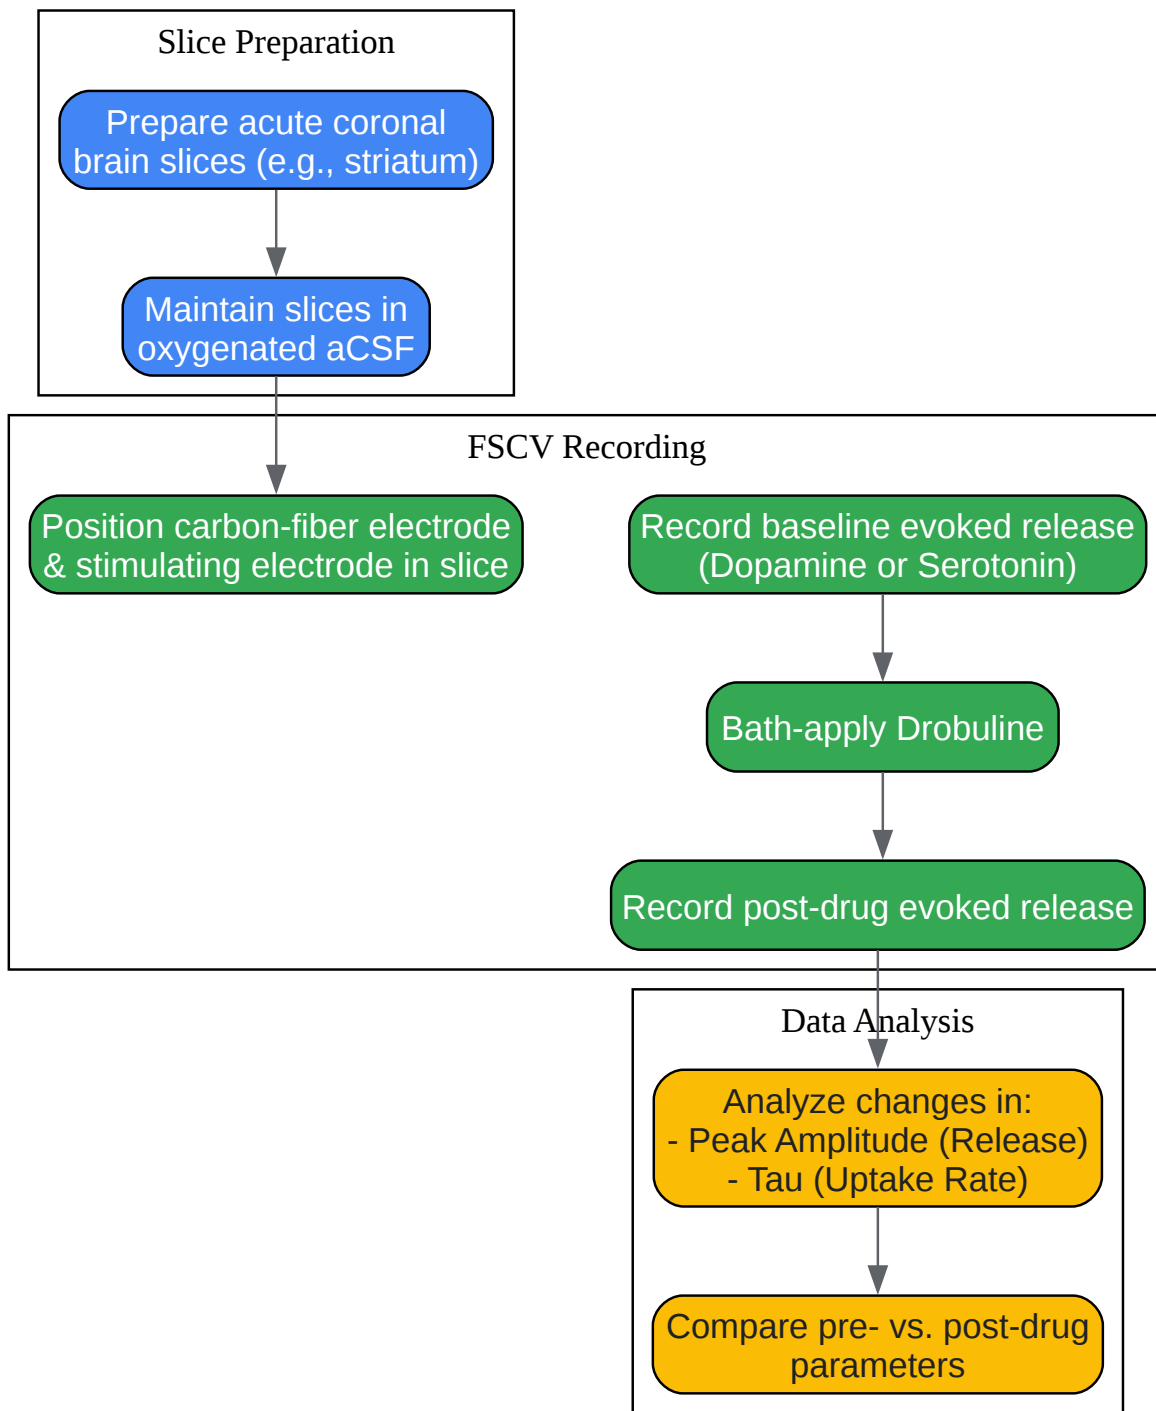 Slice Preparation
Prepare acute coronal
brain slices (e.g., striatum)
Maintain slices in
oxygenated aCSF
FSCV Recording
Position carbon-fiber electrode
& stimulating electrode in slice
Record baseline evoked release
(Dopamine or Serotonin)
Bath-apply Drobuline
Record post-drug evoked release
Data Analysis
Analyze changes in:
- Peak Amplitude (Release)
- Tau (Uptake Rate)
Compare pre- vs. post-drug
parameters